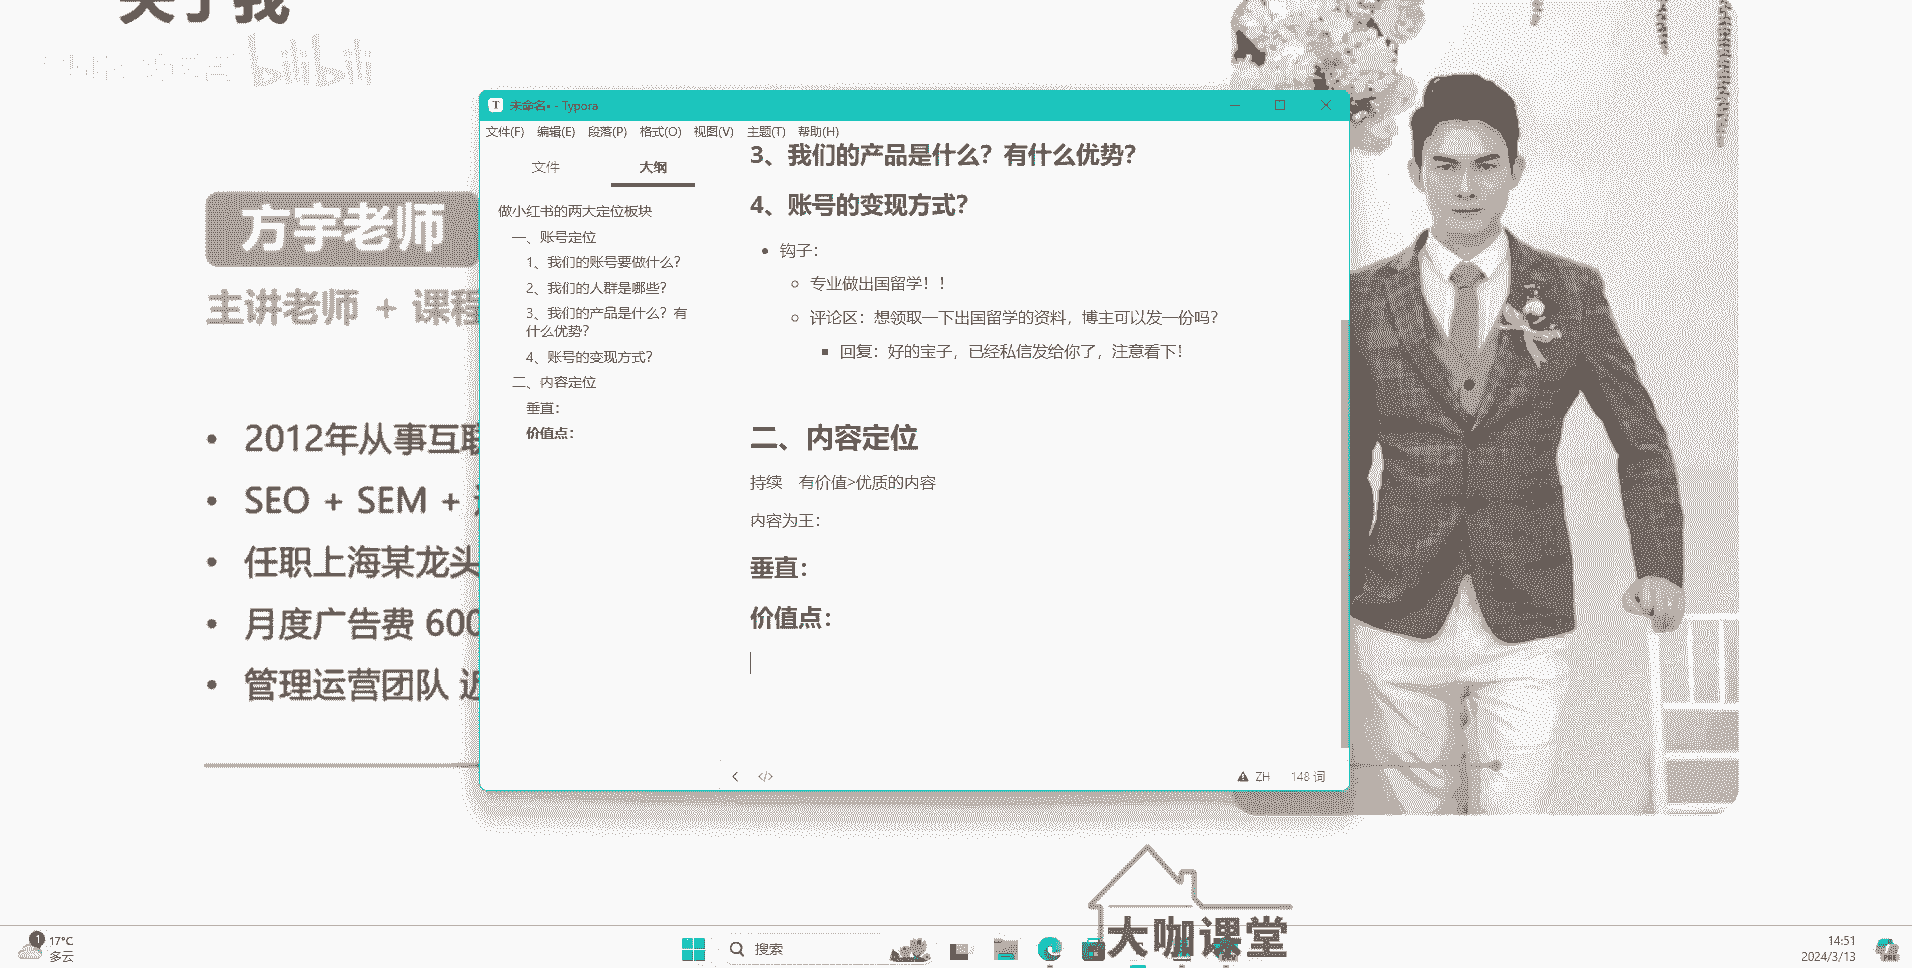 关于我
bilibili
方宇老师
主讲老师 + 课程
• 2012年从事互联
• SEO + SEM +
• 任职上海某龙头
• 月度广告费 600
• 管理运营团队 近
T 未命名• - Typora
文件(F) 编辑(E) 段落(P) 格式(O) 视图(V) 主题(T) 帮助(H)
文件 大纲
做小红书的两大定位板块
一、账号定位
1、我们的账号要做什么？
2、我们的人群是哪些？
3、我们的产品是什么？有
什么优势？
4、账号的变现方式？
二、内容定位
垂直：
价值点：
3、我们的产品是什么？有什么优势？
4、账号的变现方式？
• 钩子：
○ 专业做出国留学！！
○ 评论区：想领取一下出国留学的资料，博主可以发一份吗？
▪ 回复：好的宝子，已经私信发给你了，注意看下！
二、内容定位
持续 有价值>优质的内容
内容为王：
垂直：
价值点：
</> ZH 148 词
大咖课堂
1 17°C
多云
搜索
14:51
2024/3/13
PRE